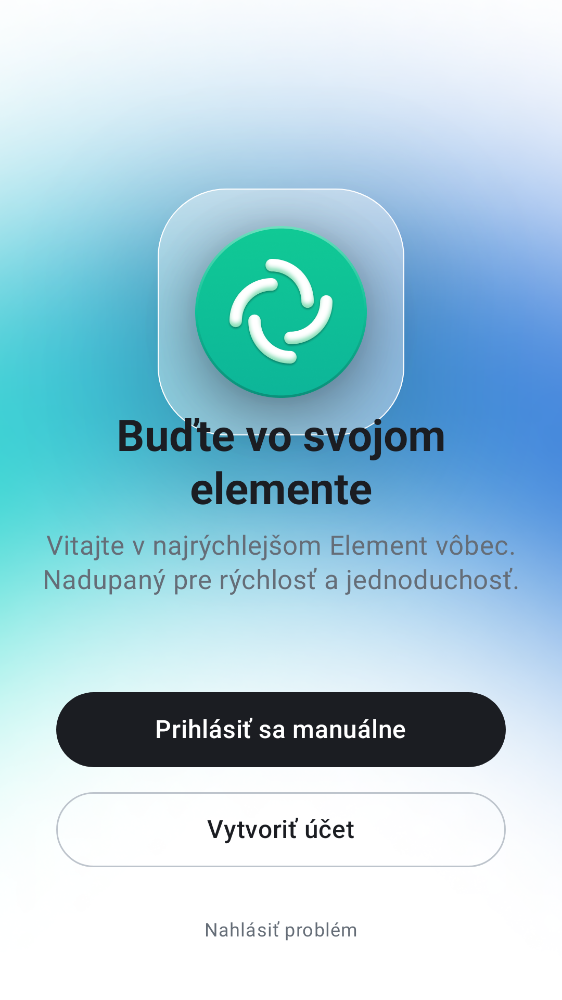 Buďte vo svojom
elemente
Vitajte v najrýchlejšom Element vôbec.
Nadupaný pre rýchlosť a jednoduchosť.
Prihlásiť sa manuálne
Vytvoriť účet
Nahlásiť problém